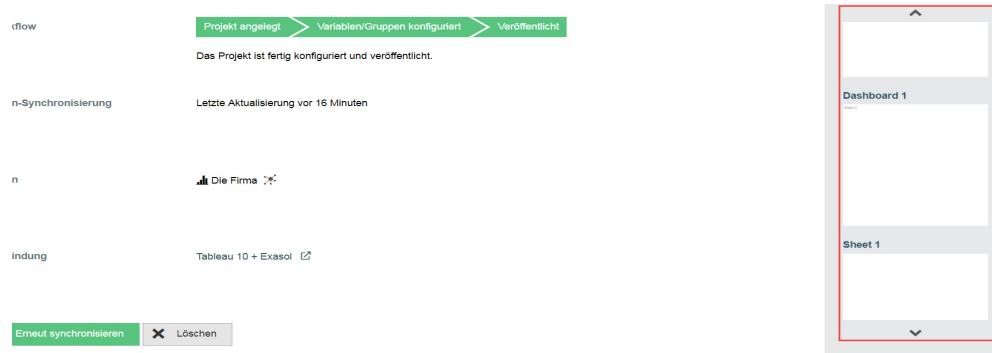 flow
Projekt angelegt Variablen/Gruppen konfiguriert Veröffentlicht
Das Projekt ist fertig konfiguriert und veröffentlicht.
n-Synchronisierung
Letzte Aktualisierung vor 16 Minuten
n
Die Firma
indung
Tableau 10 + Exasol
Erneut synchronisieren
Löschen
Dashboard 1
Sheet 1